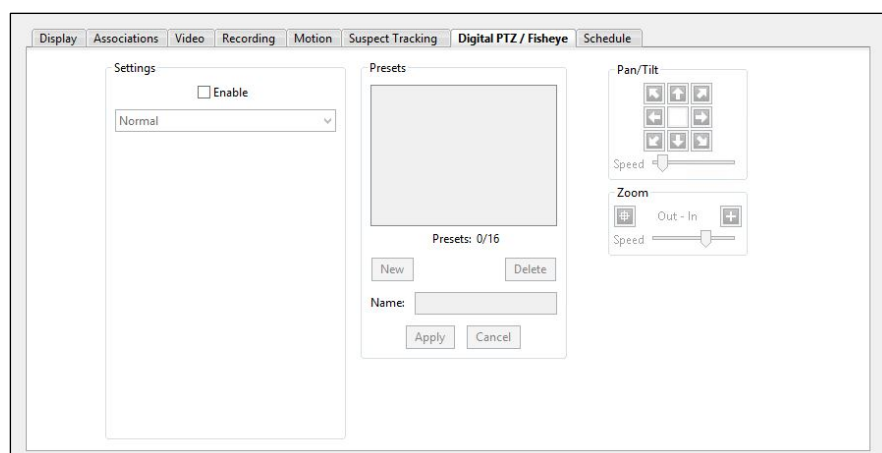 Display Associations Video Recording Motion Suspect Tracking Digital PTZ / Fisheye Schedule
Settings
Enable
Normal
Presets
Presets: 0/16
New Delete
Name:
Apply Cancel
Pan/Tilt
Speed
Zoom
Out - In
Speed